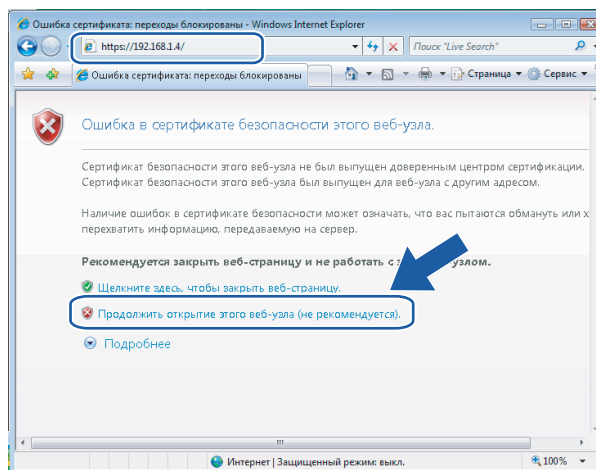 Ошибка сертификата: переходы блокированы - Windows Internet Explorer
https://192.168.1.4/
Поиск "Live Search"
Ошибка сертификата: переходы блокированы
Страница
Сервис
Ошибка в сертификате безопасности этого веб-узла.
Сертификат безопасности этого веб-узла не был выпущен доверенным центром сертификации.
Сертификат безопасности этого веб-узла был выпущен для веб-узла с другим адресом.
Наличие ошибок в сертификате безопасности может означать, что вас пытаются обмануть или х
перехватить информацию, передаваемую на сервер.
Рекомендуется закрыть веб-страницу и не работать с узлом.
Щелкните здесь, чтобы закрыть веб-страницу.
Продолжить открытие этого веб-узла (не рекомендуется).
Подробнее
Интернет | Защищенный режим: выкл.
100%